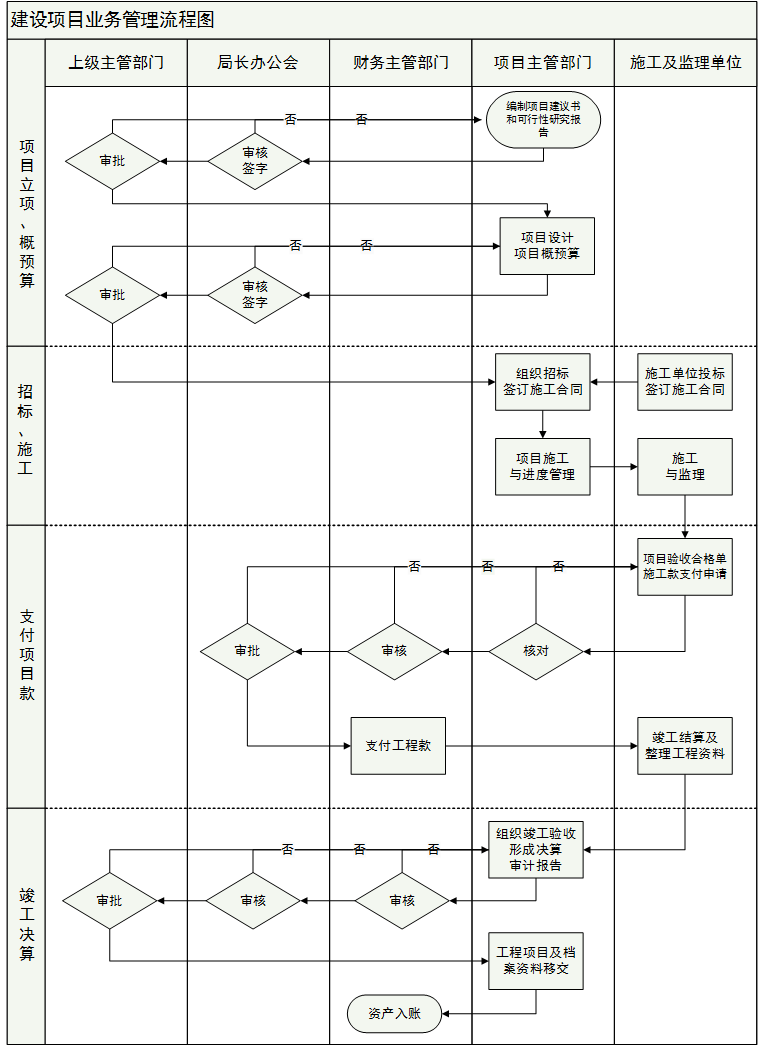 建设项目业务管理流程图
上级主管部门
局长办公会
财务主管部门
项目主管部门
施工及监理单位
项目立项、概预算
编制项目建议书
和可行性研究报
告
否
否
审批
审核
签字
项目设计
项目概预算
否
否
审批
审核
签字
招标、施工
组织招标
签订施工合同
施工单位投标
签订施工合同
项目施工
与进度管理
施工
与监理
支付项目款
项目验收合格单
施工款支付申请
否
否
否
审批
审核
核对
支付工程款
竣工结算及
整理工程资料
竣工决算
组织竣工验收
形成决算
审计报告
否
否
否
审批
审核
审核
工程项目及档
案资料移交
资产入账